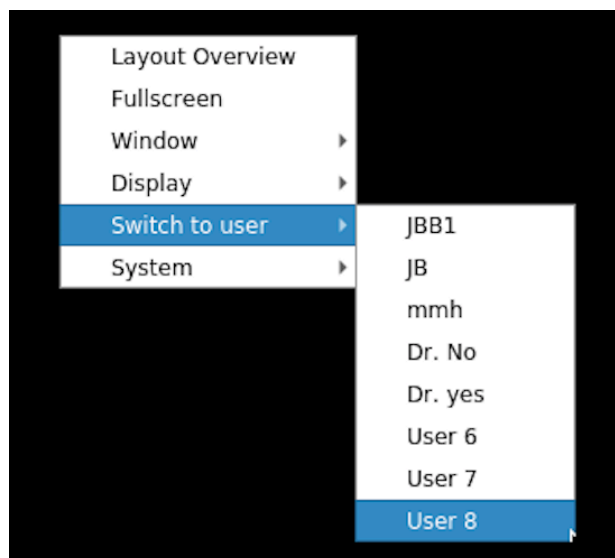 Layout Overview
Fullscreen
Window
Display
Switch to user
System
JBB1
JB
mmh
Dr. No
Dr. yes
User 6
User 7
User 8